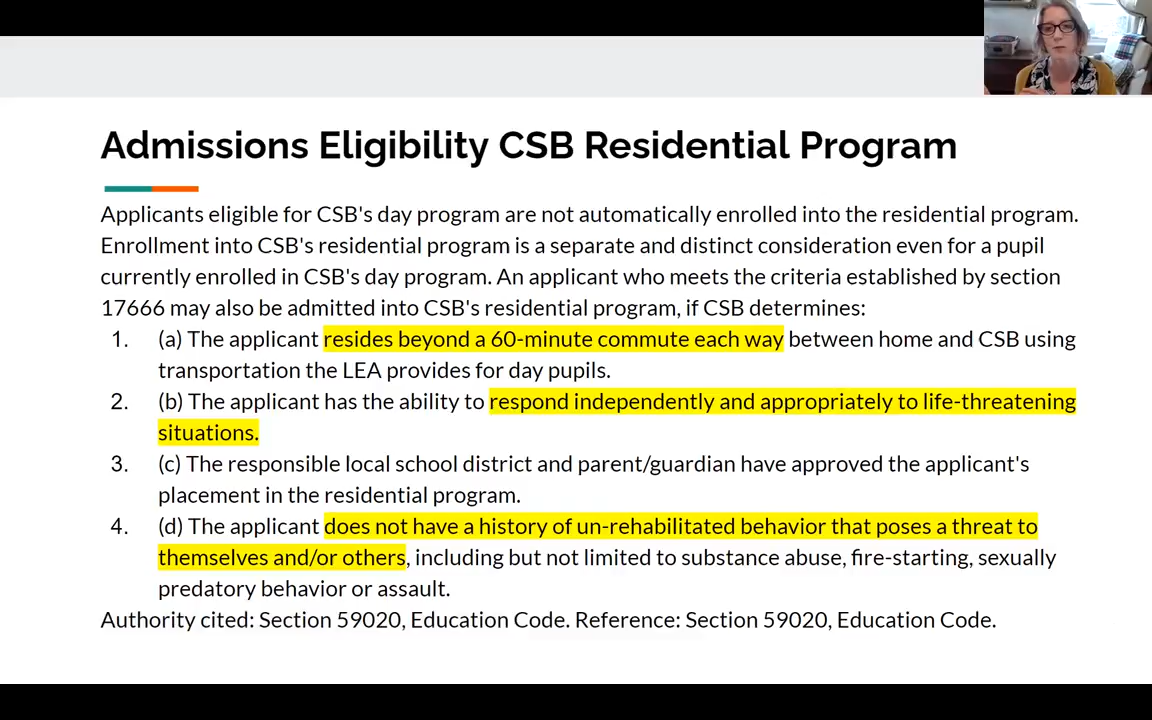 Admissions Eligibility CSB Residential Program
Applicants eligible for CSB's day program are not automatically enrolled into the residential program.
Enrollment into CSB's residential program is a separate and distinct consideration even for a pupil
currently enrolled in CSB's day program. An applicant who meets the criteria established by section
17666 may also be admitted into CSB's residential program, if CSB determines:
1. (a) The applicant resides beyond a 60-minute commute each way between home and CSB using
transportation the LEA provides for day pupils.
2. (b) The applicant has the ability to respond independently and appropriately to life-threatening
situations.
3. (c) The responsible local school district and parent/guardian have approved the applicant's
placement in the residential program.
4. (d) The applicant does not have a history of un-rehabilitated behavior that poses a threat to
themselves and/or others, including but not limited to substance abuse, fire-starting, sexually
predatory behavior or assault.
Authority cited: Section 59020, Education Code. Reference: Section 59020, Education Code.